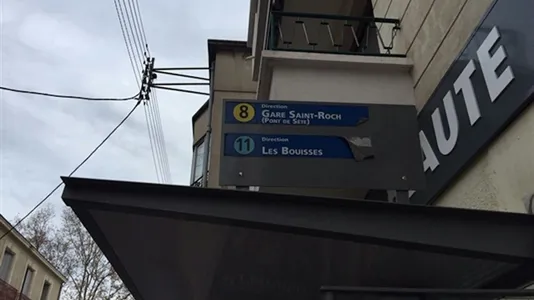 8 Direction
GARE SAINT-ROCH
(PONT DE SÈTE)
11 Direction
LES BOUISSES
AUTE